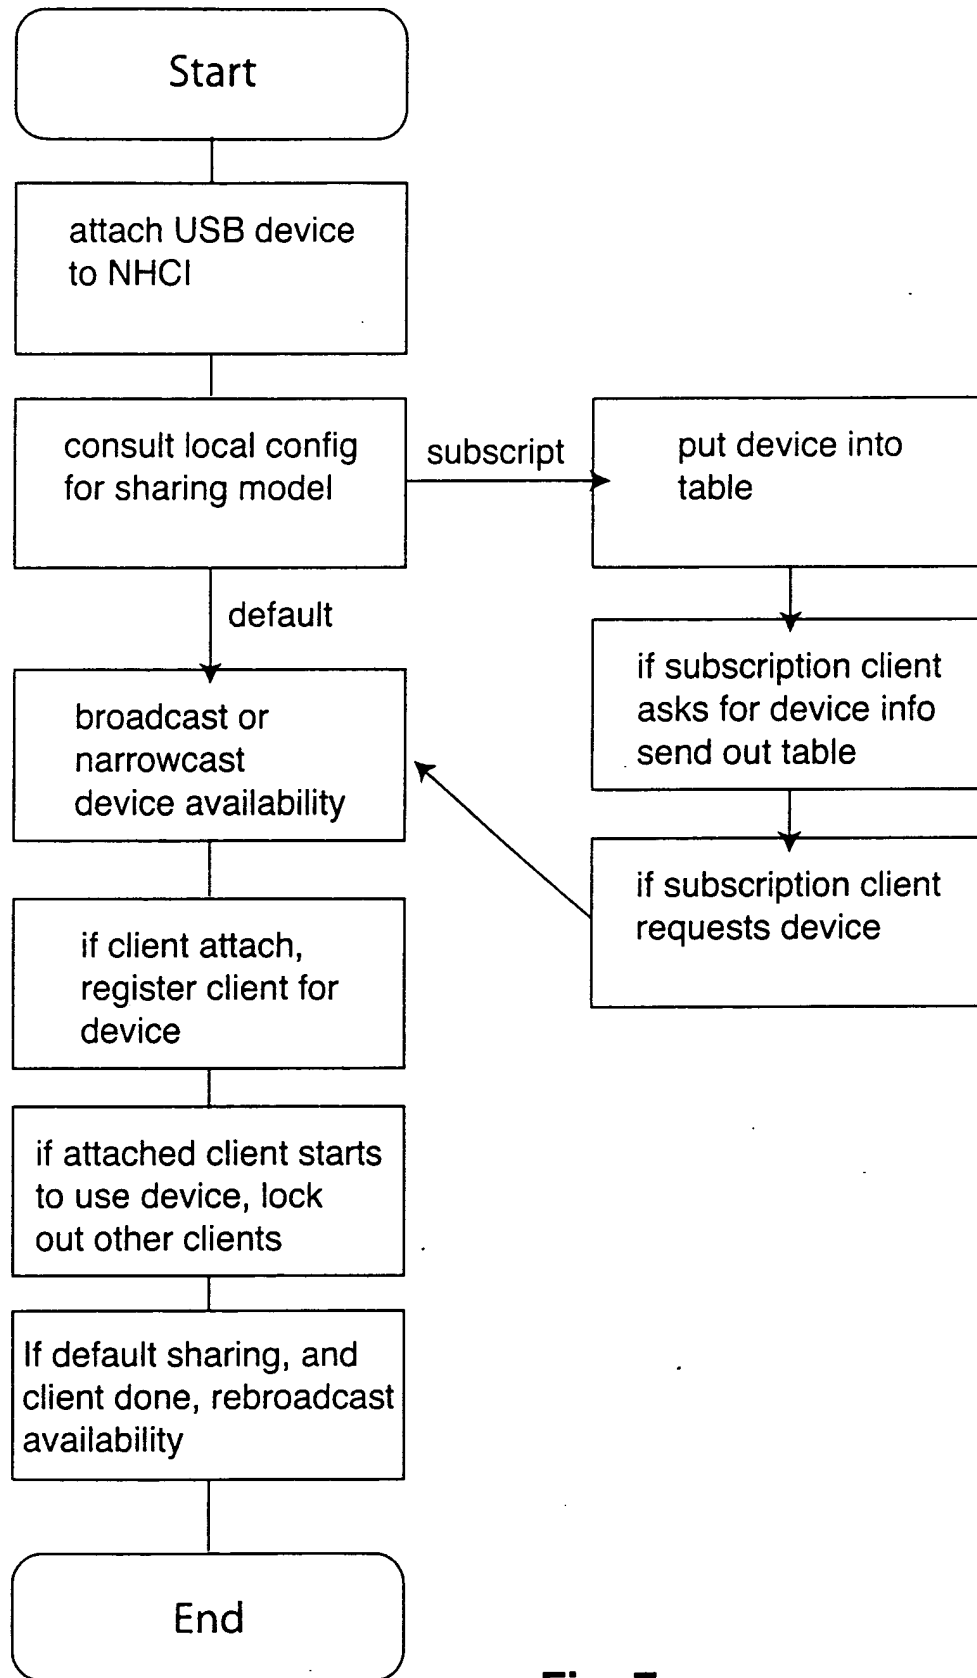 Start
attach USB device
to NHCI
consult local config
for sharing model
subscript
put device into
table
default
if subscription client
asks for device info
send out table
broadcast or
narrowcast
device availability
if subscription client
requests device
if client attach,
register client for
device
if attached client starts
to use device, lock
out other clients
If default sharing, and
client done, rebroadcast
availability
End